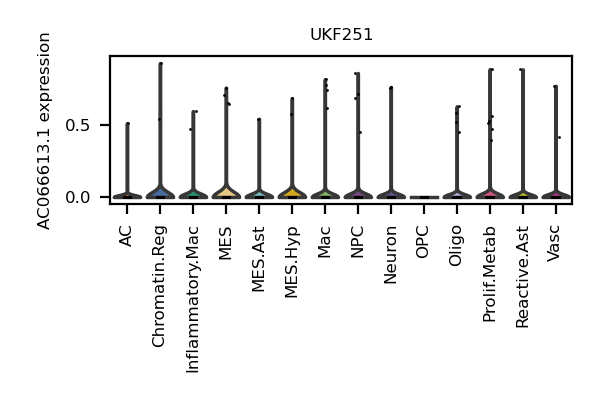 UKF251
AC066613.1 expression
0.5
0.0
AC
Chromatin.Reg
Inflammatory.Mac
MES
MES.Ast
MES.Hyp
Mac
NPC
Neuron
OPC
Oligo
Prolif.Metab
Reactive.Ast
Vasc